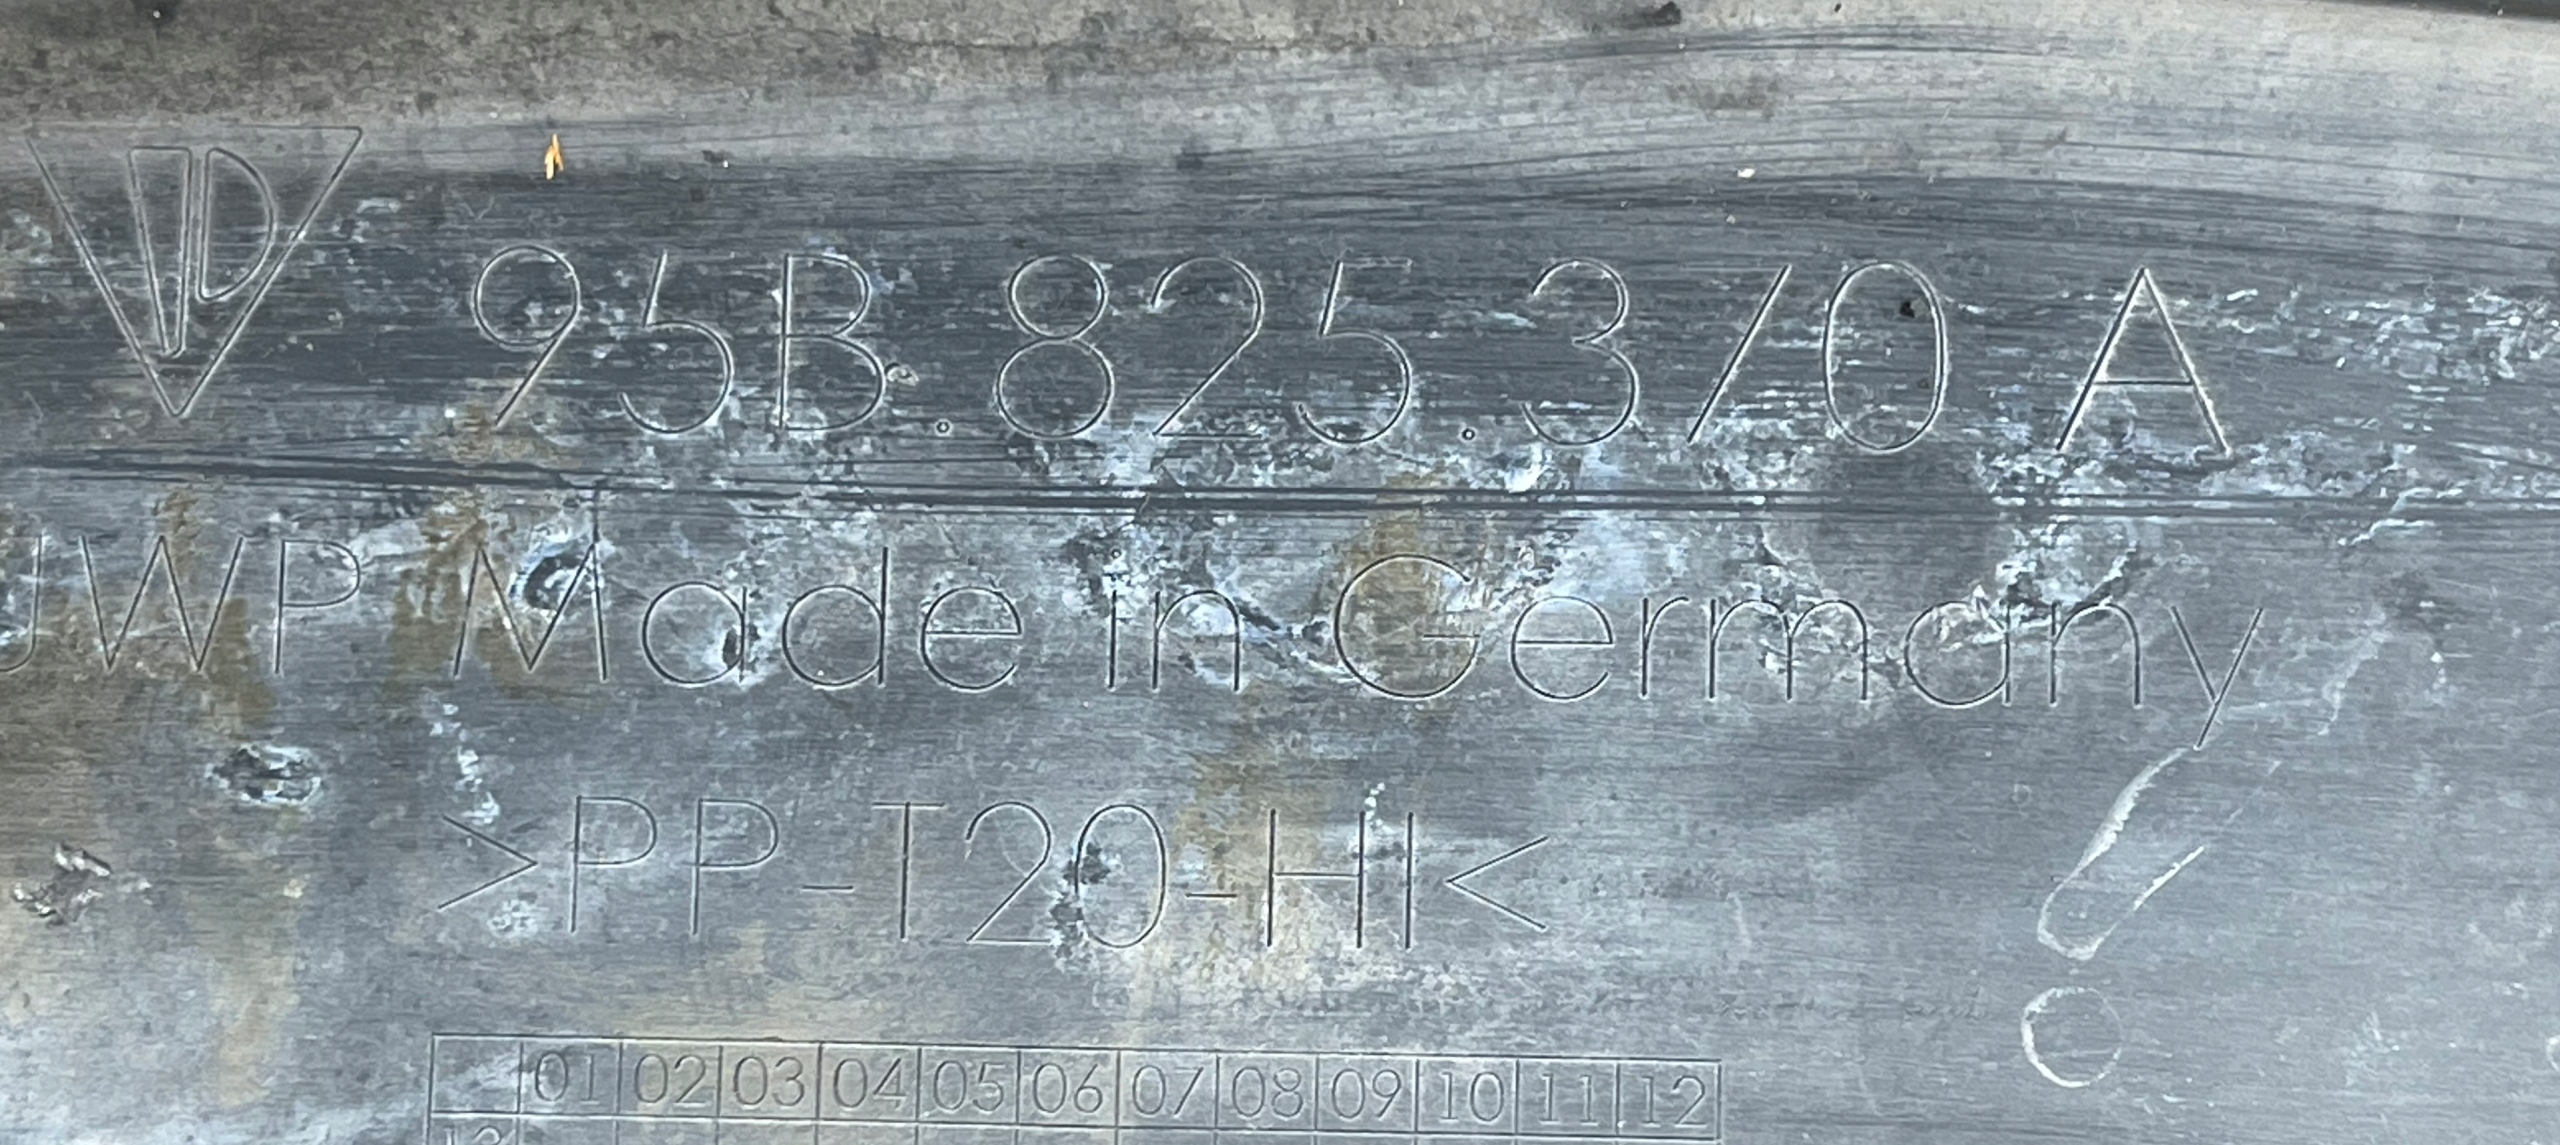 95B.825.370 A
JWP Made in Germany
>PP-T20-HI<
01 02 03 04 05 06 07 08 09 10 11 12